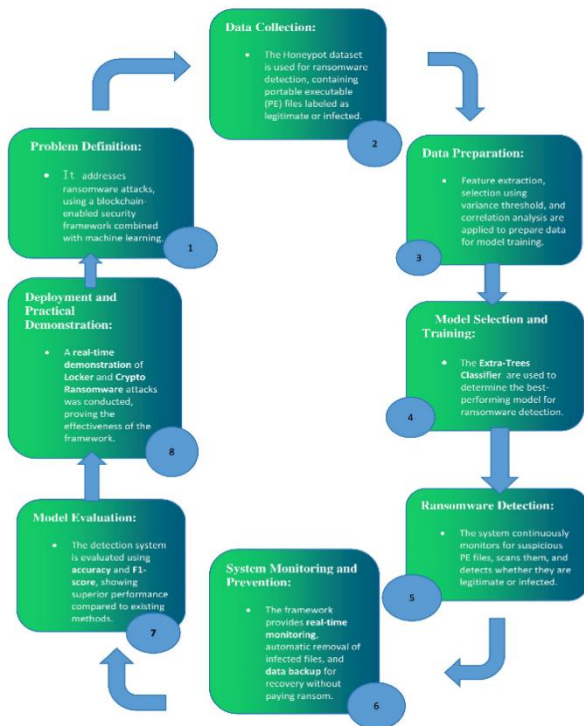 Problem Definition:
• It addresses
ransomware attacks,
using a blockchain-
enabled security
framework combined
with machine learning.
1
Data Collection:
• The Honeypot dataset
is used for ransomware
detection, containing
portable executable
(PE) files labeled as
legitimate or infected.
2
Data Preparation:
• Feature extraction,
selection using
variance threshold, and
correlation analysis are
applied to prepare data
for model training.
3
Model Selection and
Training:
• The Extra-Trees
Classifier are used to
determine the best-
performing model for
ransomware detection.
4
Ransomware Detection:
• The system continuously
monitors for suspicious
PE files, scans them, and
detects whether they are
legitimate or infected.
5
System Monitoring and
Prevention:
• The framework
provides real-time
monitoring,
automatic removal of
infected files, and
data backup for
recovery without
paying ransom.
6
Model Evaluation:
• The detection system
is evaluated using
accuracy and F1-
score, showing
superior performance
compared to existing
methods.
7
Deployment and
Practical
Demonstration:
• A real-time
demonstration of
Locker and Crypto
Ransomware attacks
was conducted,
proving the
effectiveness of the
framework.
8